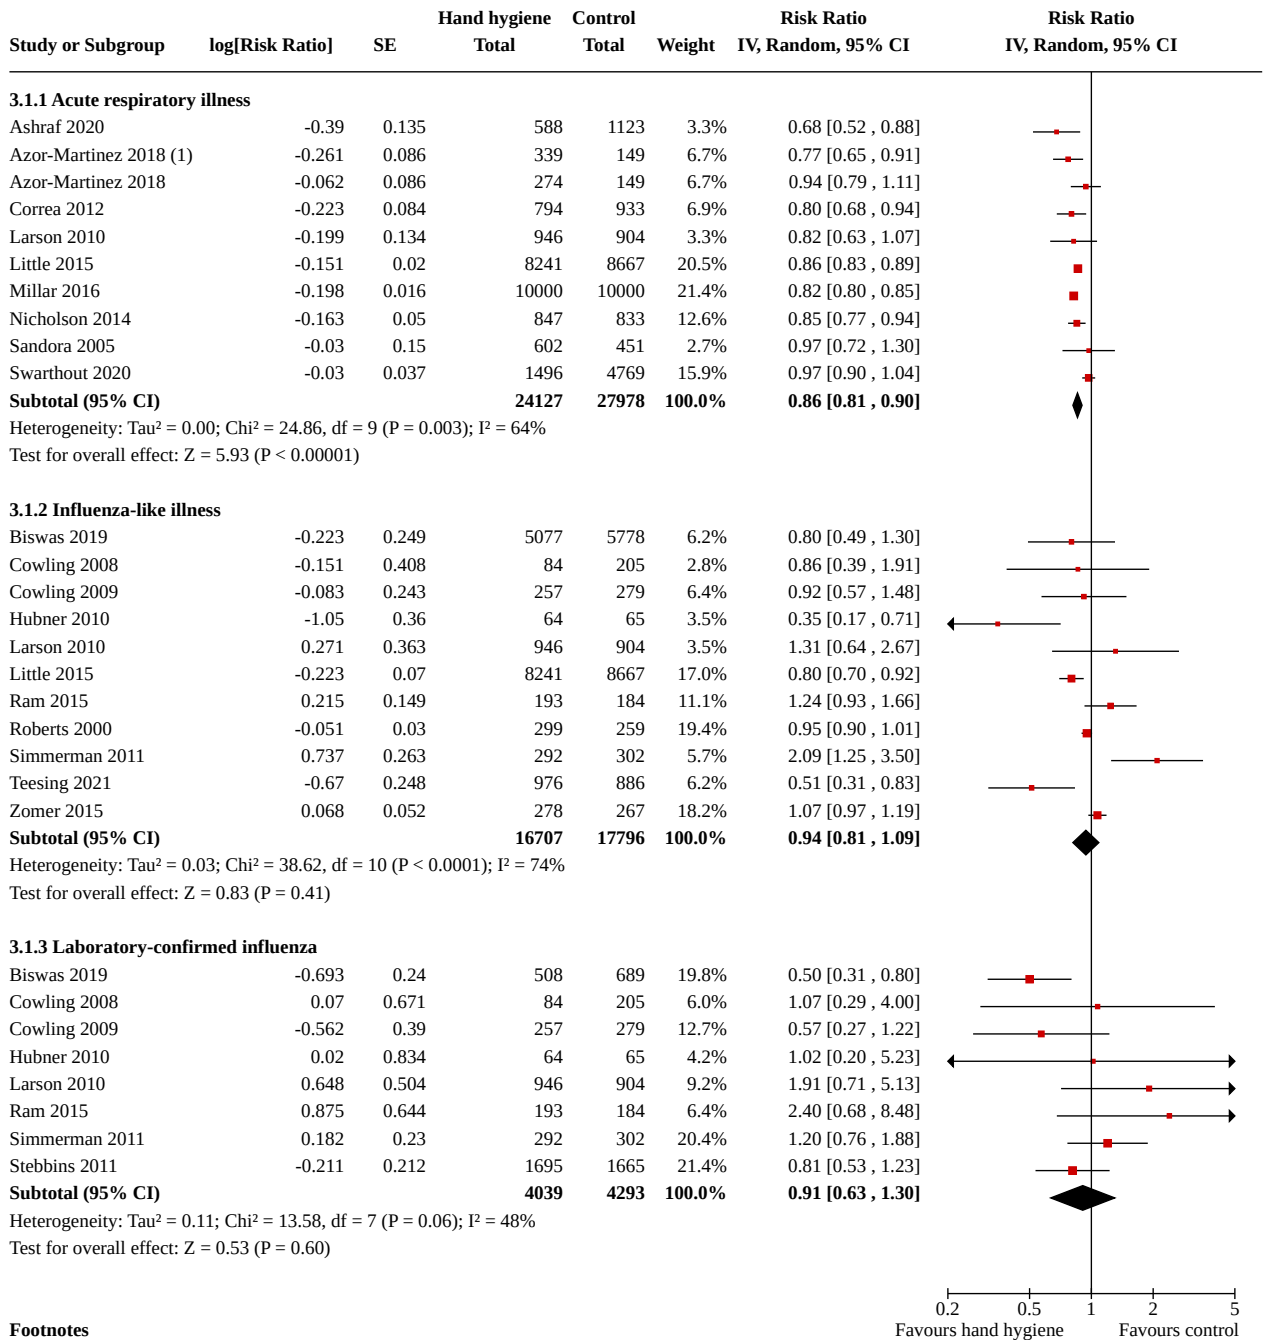 Hand hygiene Control Risk Ratio Risk Ratio
Study or Subgroup log[Risk Ratio] SE Total Total Weight IV, Random, 95% CI IV, Random, 95% CI
3.1.1 Acute respiratory illness
Ashraf 2020 -0.39 0.135 588 1123 3.3% 0.68 [0.52 , 0.88]
Azor-Martinez 2018 (1) -0.261 0.086 339 149 6.7% 0.77 [0.65 , 0.91]
Azor-Martinez 2018 -0.062 0.086 274 149 6.7% 0.94 [0.79 , 1.11]
Correa 2012 -0.223 0.084 794 933 6.9% 0.80 [0.68 , 0.94]
Larson 2010 -0.199 0.134 946 904 3.3% 0.82 [0.63 , 1.07]
Little 2015 -0.151 0.02 8241 8667 20.5% 0.86 [0.83 , 0.89]
Millar 2016 -0.198 0.016 10000 10000 21.4% 0.82 [0.80 , 0.85]
Nicholson 2014 -0.163 0.05 847 833 12.6% 0.85 [0.77 , 0.94]
Sandora 2005 -0.03 0.15 602 451 2.7% 0.97 [0.72 , 1.30]
Swarthout 2020 -0.03 0.037 1496 4769 15.9% 0.97 [0.90 , 1.04]
Subtotal (95% CI) 24127 27978 100.0% 0.86 [0.81 , 0.90]
Heterogeneity: Tau² = 0.00; Chi² = 24.86, df = 9 (P = 0.003); I² = 64%
Test for overall effect: Z = 5.93 (P < 0.00001)
3.1.2 Influenza-like illness
Biswas 2019 -0.223 0.249 5077 5778 6.2% 0.80 [0.49 , 1.30]
Cowling 2008 -0.151 0.408 84 205 2.8% 0.86 [0.39 , 1.91]
Cowling 2009 -0.083 0.243 257 279 6.4% 0.92 [0.57 , 1.48]
Hubner 2010 -1.05 0.36 64 65 3.5% 0.35 [0.17 , 0.71]
Larson 2010 0.271 0.363 946 904 3.5% 1.31 [0.64 , 2.67]
Little 2015 -0.223 0.07 8241 8667 17.0% 0.80 [0.70 , 0.92]
Ram 2015 0.215 0.149 193 184 11.1% 1.24 [0.93 , 1.66]
Roberts 2000 -0.051 0.03 299 259 19.4% 0.95 [0.90 , 1.01]
Simmerman 2011 0.737 0.263 292 302 5.7% 2.09 [1.25 , 3.50]
Teesing 2021 -0.67 0.248 976 886 6.2% 0.51 [0.31 , 0.83]
Zomer 2015 0.068 0.052 278 267 18.2% 1.07 [0.97 , 1.19]
Subtotal (95% CI) 16707 17796 100.0% 0.94 [0.81 , 1.09]
Heterogeneity: Tau² = 0.03; Chi² = 38.62, df = 10 (P < 0.0001); I² = 74%
Test for overall effect: Z = 0.83 (P = 0.41)
3.1.3 Laboratory-confirmed influenza
Biswas 2019 -0.693 0.24 508 689 19.8% 0.50 [0.31 , 0.80]
Cowling 2008 0.07 0.671 84 205 6.0% 1.07 [0.29 , 4.00]
Cowling 2009 -0.562 0.39 257 279 12.7% 0.57 [0.27 , 1.22]
Hubner 2010 0.02 0.834 64 65 4.2% 1.02 [0.20 , 5.23]
Larson 2010 0.648 0.504 946 904 9.2% 1.91 [0.71 , 5.13]
Ram 2015 0.875 0.644 193 184 6.4% 2.40 [0.68 , 8.48]
Simmerman 2011 0.182 0.23 292 302 20.4% 1.20 [0.76 , 1.88]
Stebbins 2011 -0.211 0.212 1695 1665 21.4% 0.81 [0.53 , 1.23]
Subtotal (95% CI) 4039 4293 100.0% 0.91 [0.63 , 1.30]
Heterogeneity: Tau² = 0.11; Chi² = 13.58, df = 7 (P = 0.06); I² = 48%
Test for overall effect: Z = 0.53 (P = 0.60)
0.2 0.5 1 2 5
Footnotes Favours hand hygiene Favours control